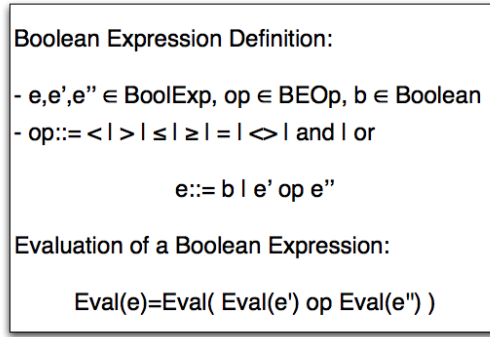 Boolean Expression Definition:
- e,e',e'' ∈ BoolExp, op ∈ BEOp, b ∈ Boolean
- op::= < | > | ≤ | ≥ | = | <> | and | or
e::= b | e' op e''
Evaluation of a Boolean Expression:
Eval(e)=Eval( Eval(e') op Eval(e'') )